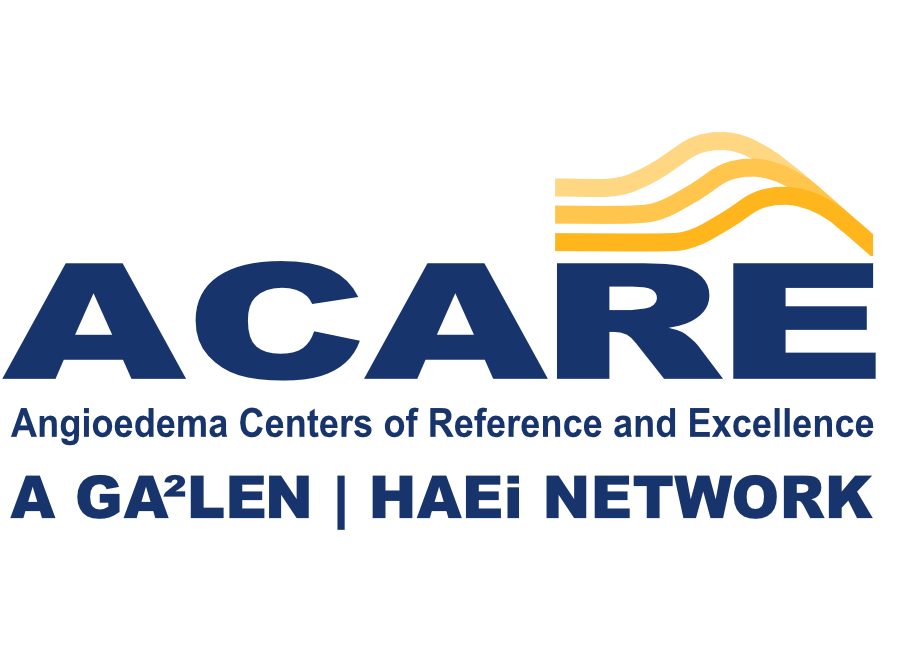 ACARE
Angioedema Centers of Reference and Excellence
A GA²LEN | HAEi NETWORK